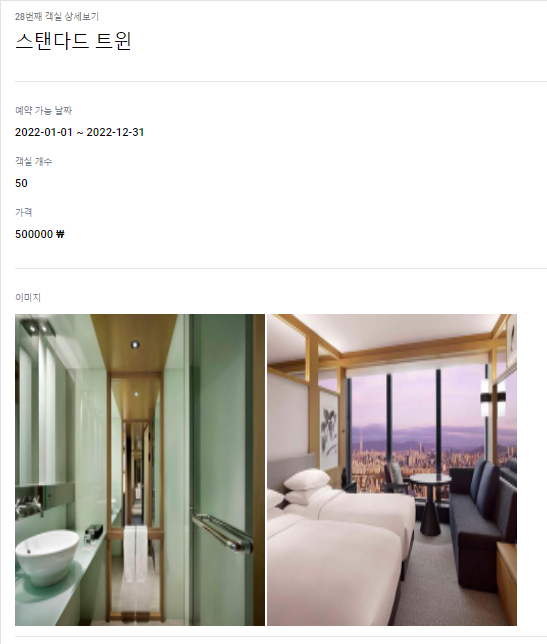 28번째 객실 상세보기
스탠다드 트윈
예약 가능 날짜
2022-01-01 ~ 2022-12-31
객실 개수
50
가격
500000 ₩
이미지